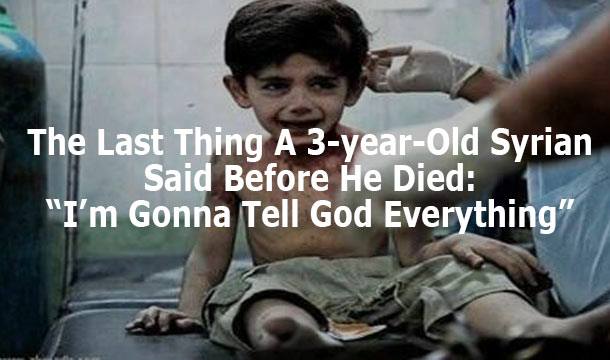 The Last Thing A 3-year-Old Syrian
Said Before He Died:
“I’m Gonna Tell God Everything”